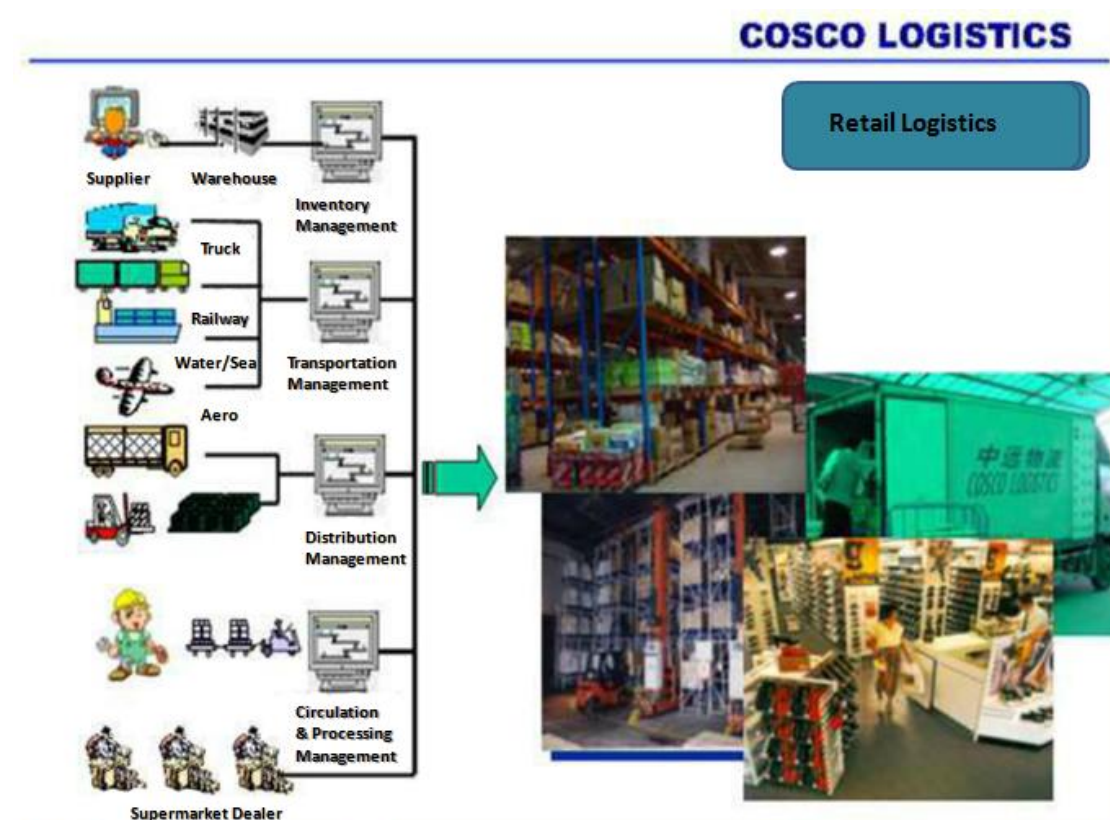 COSCO LOGISTICS
Retail Logistics
Supplier
Warehouse
Inventory
Management
Truck
Railway
Water/Sea
Transportation
Management
Aero
Distribution
Management
Circulation
& Processing
Management
Supermarket Dealer
中远物流
COSCO LOGISTICS